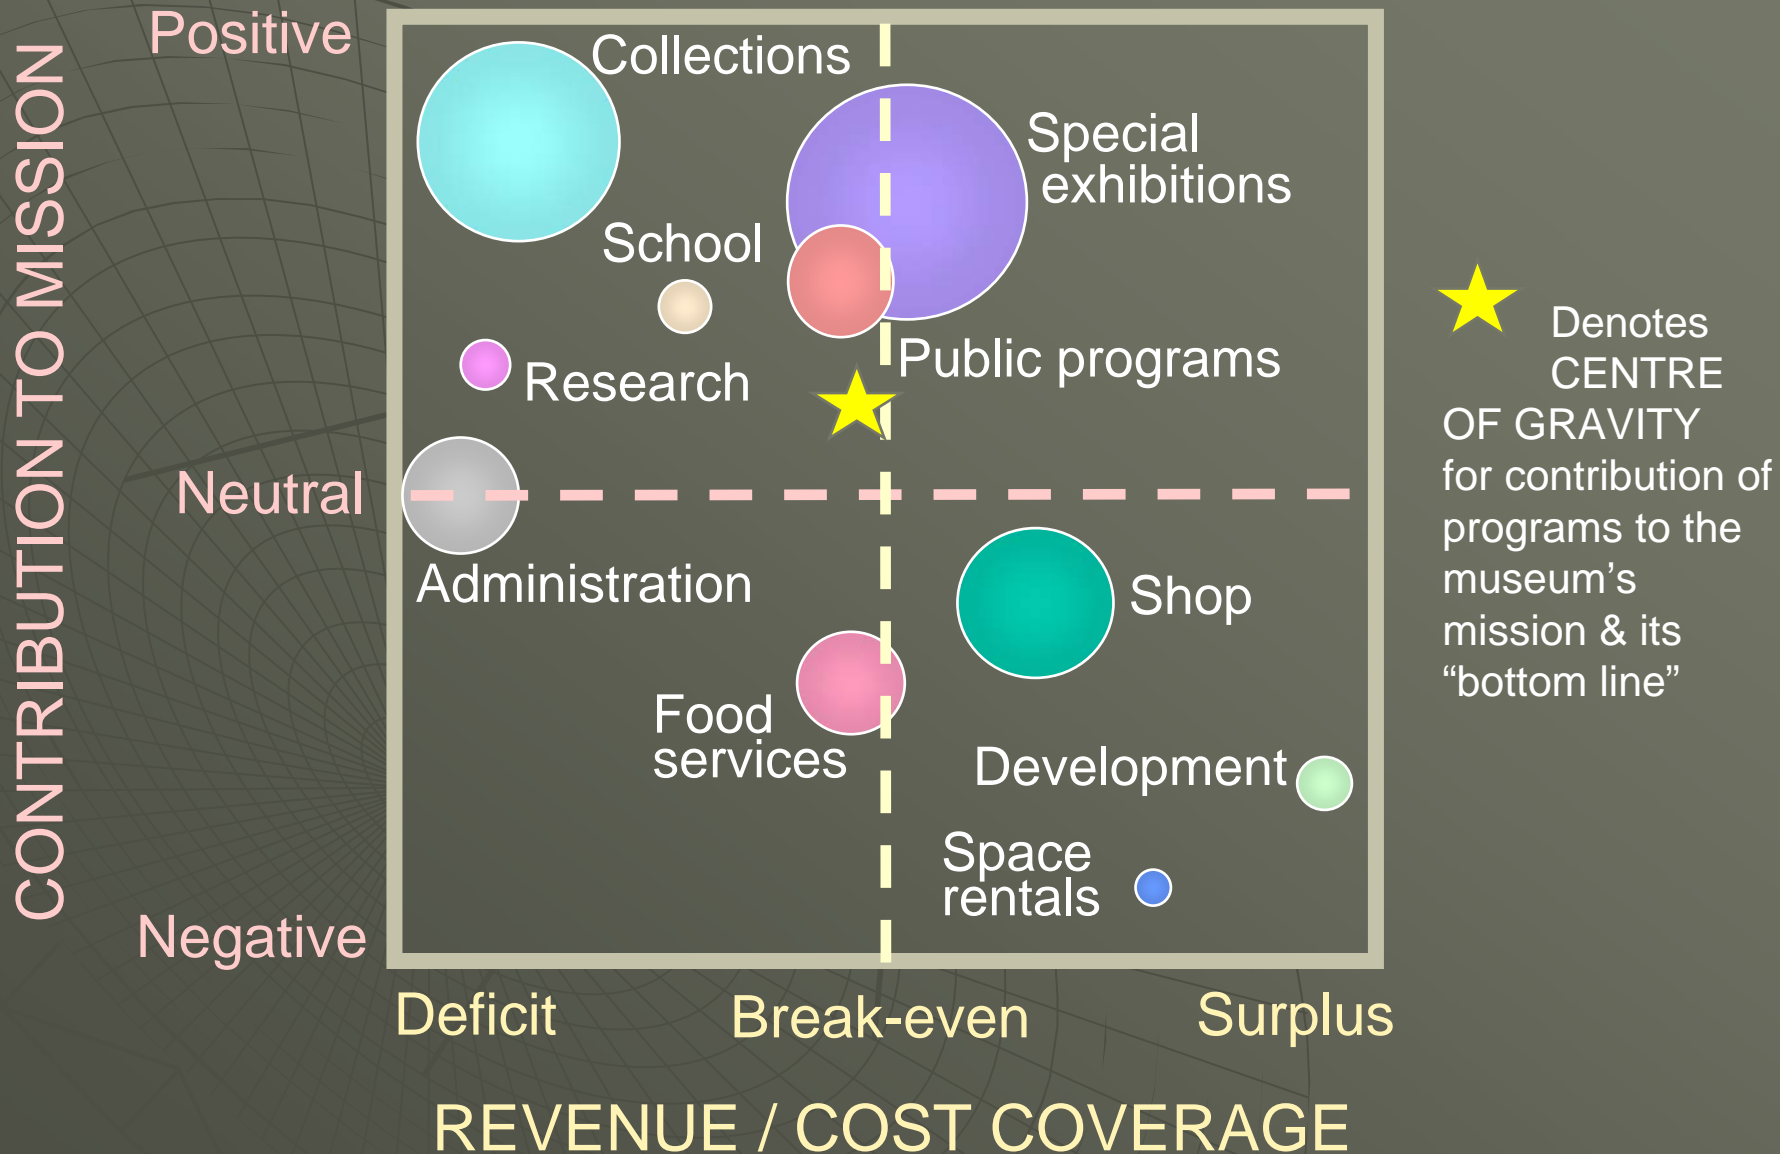 CONTRIBUTION TO MISSION
Positive
Neutral
Negative
Collections
Special
exhibitions
School
Public programs
Research
Administration
Shop
Food
services
Development
Space
rentals
Deficit
Break-even
Surplus
REVENUE / COST COVERAGE
Denotes
CENTRE
OF GRAVITY
for contribution of
programs to the
museum’s
mission & its
“bottom line”